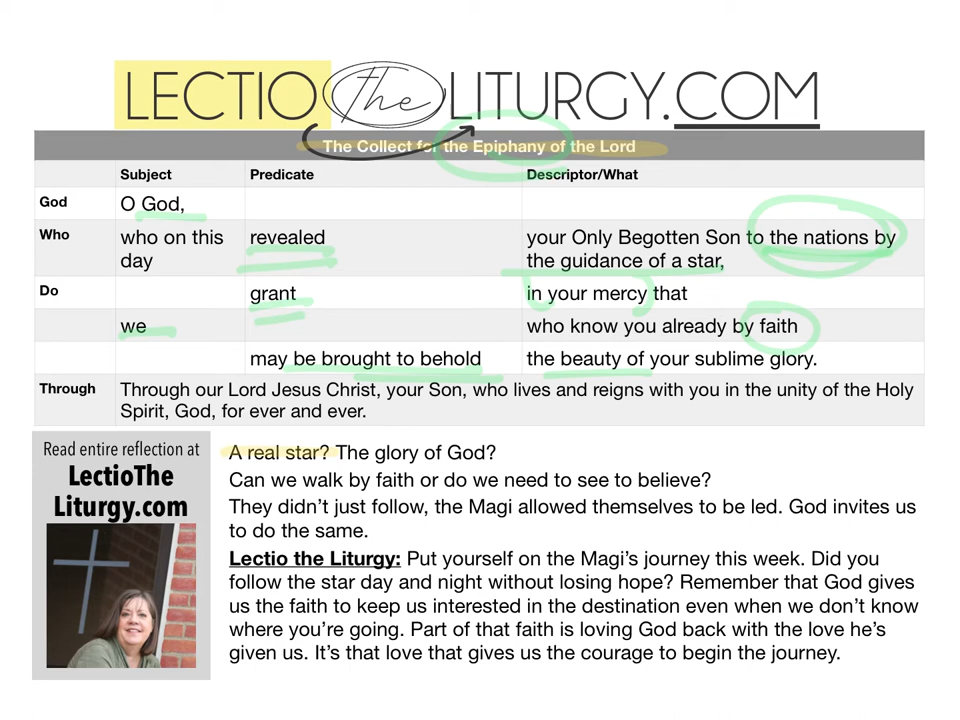 LECTIO the LITURGY.COM
The Collect for the Epiphany of the Lord
Subject Predicate Descriptor/What
God O God,
Who who on this revealed your Only Begotten Son to the nations by
day the guidance of a star,
Do grant in your mercy that
we who know you already by faith
may be brought to behold the beauty of your sublime glory.
Through Through our Lord Jesus Christ, your Son, who lives and reigns with you in the unity of the Holy
Spirit, God, for ever and ever.
Read entire reflection at
LectioThe
Liturgy.com
A real star? The glory of God?
Can we walk by faith or do we need to see to believe?
They didn’t just follow, the Magi allowed themselves to be led. God invites us
to do the same.
Lectio the Liturgy: Put yourself on the Magi’s journey this week. Did you
follow the star day and night without losing hope? Remember that God gives
us the faith to keep us interested in the destination even when we don’t know
where you’re going. Part of that faith is loving God back with the love he’s
given us. It’s that love that gives us the courage to begin the journey.